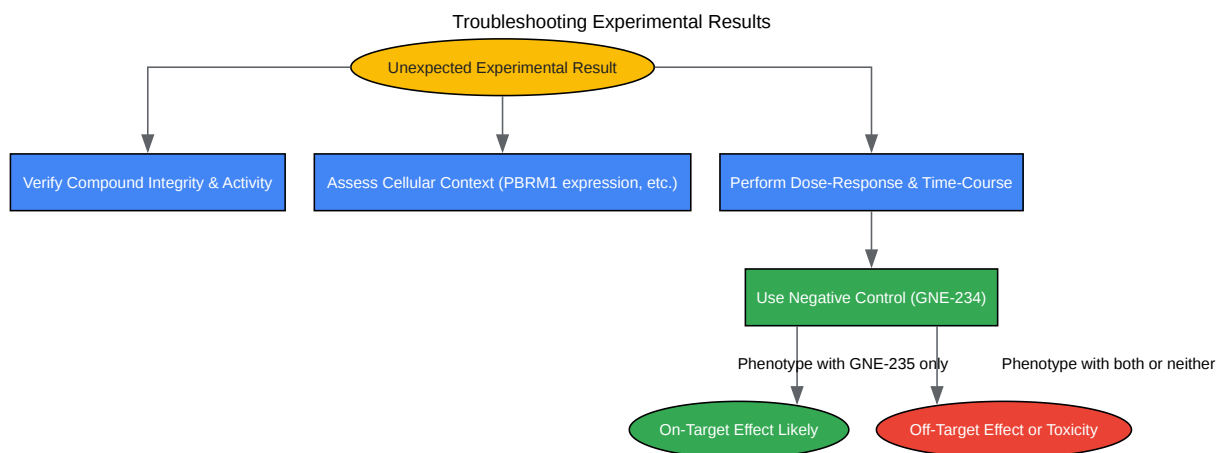 Troubleshooting Experimental Results
Unexpected Experimental Result
Verify Compound Integrity & Activity
Assess Cellular Context (PBRM1 expression, etc.)
Perform Dose-Response & Time-Course
Use Negative Control (GNE-234)
Phenotype with GNE-235 only
Phenotype with both or neither
On-Target Effect Likely
Off-Target Effect or Toxicity